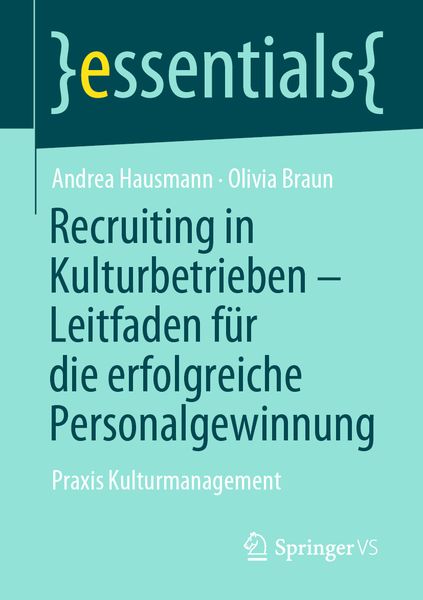 }essentials{
Andrea Hausmann · Olivia Braun
Recruiting in
Kulturbetrieben –
Leitfaden für
die erfolgreiche
Personalgewinnung
Praxis Kulturmanagement
Springer VS